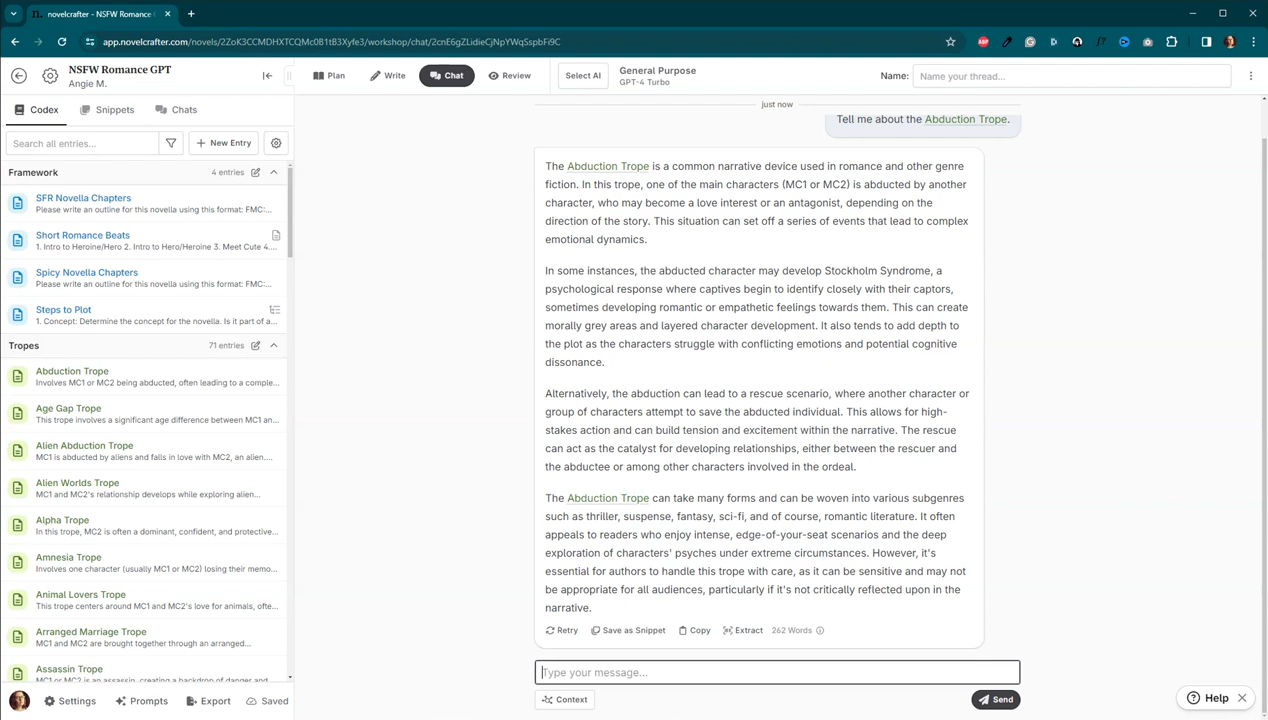 novelcrafter - NSFW Romance G
app.novelcrafter.com/novels/2ZoK3CCMDHXTCQMc0B1tB3Xyfe3/workshop/chat/2cnE6gZLidieCjNpYWqSspbFi9C
NSFW Romance GPT
Angie M.
Plan
Write
Chat
Review
Select AI
General Purpose
GPT-4 Turbo
Name:
Name your thread...
Codex
Snippets
Chats
Search all entries...
New Entry
Framework
4 entries
SFR Novella Chapters
Please write an outline for this novella using this format: FMC:...
Short Romance Beats
1. Intro to Heroine/Hero 2. Intro to Hero/Heroine 3. Meet Cute 4....
Spicy Novella Chapters
Please write an outline for this novella using this format: FMC:...
Steps to Plot
1. Concept: Determine the concept for the novella. Is it part of a...
Tropes
71 entries
Abduction Trope
Involves MC1 or MC2 being abducted, often leading to a comple...
Age Gap Trope
This trope involves a significant age difference between MC1 an...
Alien Abduction Trope
MC1 is abducted by aliens and falls in love with MC2, an alien....
Alien Worlds Trope
MC1 and MC2's relationship develops while exploring alien...
Alpha Trope
In this trope, MC2 is often a dominant, confident, and protective...
Amnesia Trope
Involves one character (usually MC1 or MC2) losing their memo...
Animal Lovers Trope
This trope centers around MC1 and MC2's love for animals, ofte...
Arranged Marriage Trope
MC1 and MC2 are brought together through an arranged...
Assassin Trope
MC1 or MC2 is an assassin, creating a backdrop of danger and
Settings
Prompts
Export
Saved
just now
Tell me about the Abduction Trope.
The Abduction Trope is a common narrative device used in romance and other genre
fiction. In this trope, one of the main characters (MC1 or MC2) is abducted by another
character, who may become a love interest or an antagonist, depending on the
direction of the story. This situation can set off a series of events that lead to complex
emotional dynamics.
In some instances, the abducted character may develop Stockholm Syndrome, a
psychological response where captives begin to identify closely with their captors,
sometimes developing romantic or empathetic feelings towards them. This can create
morally grey areas and layered character development. It also tends to add depth to
the plot as the characters struggle with conflicting emotions and potential cognitive
dissonance.
Alternatively, the abduction can lead to a rescue scenario, where another character or
group of characters attempt to save the abducted individual. This allows for high-
stakes action and can build tension and excitement within the narrative. The rescue
can act as the catalyst for developing relationships, either between the rescuer and
the abductee or among other characters involved in the ordeal.
The Abduction Trope can take many forms and can be woven into various subgenres
such as thriller, suspense, fantasy, sci-fi, and of course, romantic literature. It often
appeals to readers who enjoy intense, edge-of-your-seat scenarios and the deep
exploration of characters' psyches under extreme circumstances. However, it's
essential for authors to handle this trope with care, as it can be sensitive and may not
be appropriate for all audiences, particularly if it's not critically reflected upon in the
narrative.
Retry
Save as Snippet
Copy
Extract
262 Words
Type your message...
Context
Send
Help